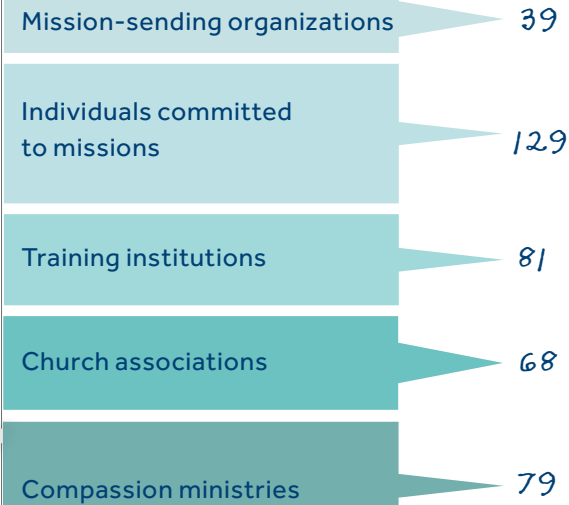 Mission-sending organizations 39
Individuals committed
to missions 129
Training institutions 81
Church associations 68
Compassion ministries 79